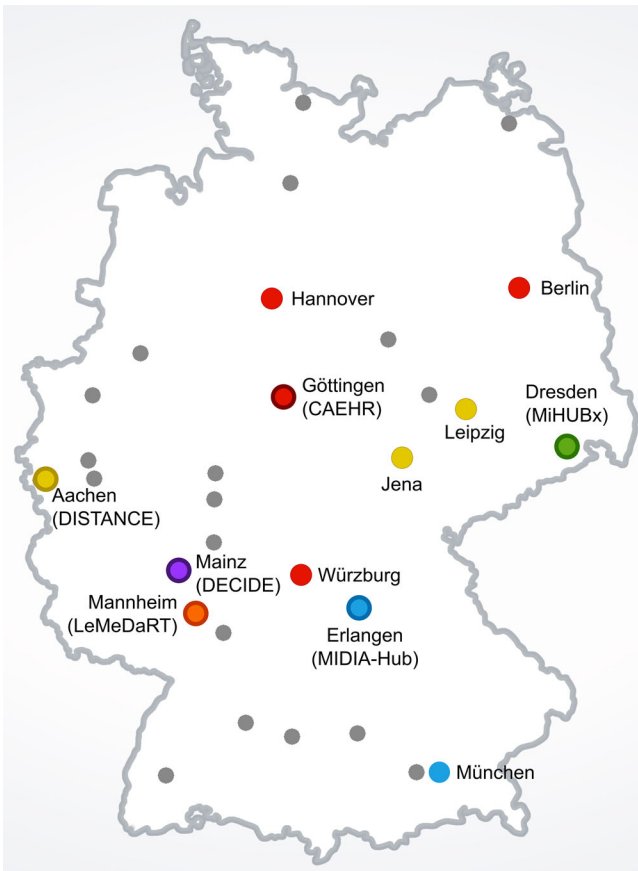 Hannover
Berlin
Göttingen
(CAEHR)
Dresden
(MiHUBx)
Leipzig
Jena
Aachen
(DISTANCE)
Mainz
(DECIDE)
Würzburg
Mannheim
(LeMeDaRT)
Erlangen
(MIDIA-Hub)
München